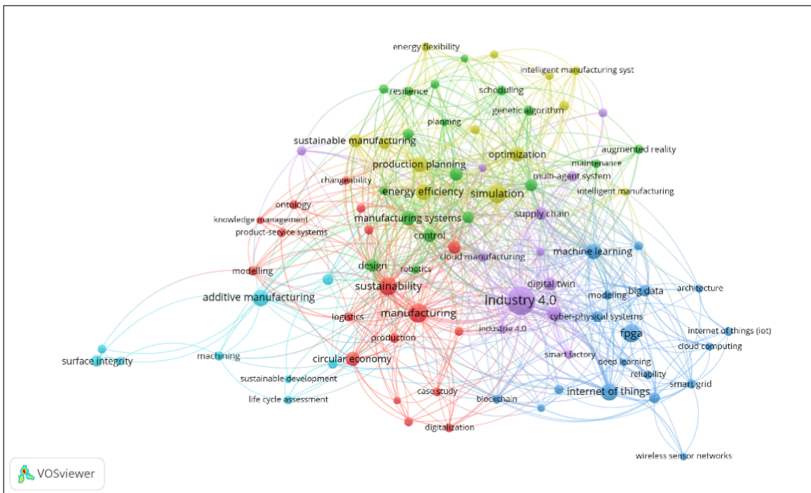 energy flexibility
intelligent manufacturing syst
resilience
scheduling
genetic algorithm
planning
sustainable manufacturing
augmented reality
optimization
production planning
maintenance
multi-agent system
changeability
energy efficiency
simulation
intelligent manufacturing
ontology
supply chain
knowledge management
manufacturing systems
product-service systems
control
machine learning
cloud manufacturing
design
robotics
modelling
digital twin
sustainability
architecture
big data
modeling
additive manufacturing
industry 4.0
manufacturing
logistics
cyber-physical systems
industrie 4.0
internet of things (iot)
fpga
production
cloud computing
smart factory
machining
circular economy
surface integrity
deep learning
reliability
sustainable development
smart grid
case study
internet of things
life cycle assessment
blockchain
digitalization
wireless sensor networks
VOSviewer